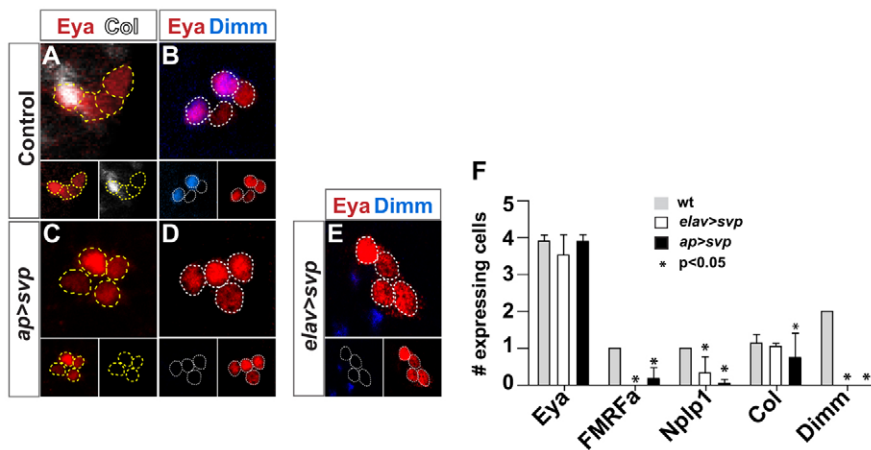 Eya Col
Eya Dimm
Control
A
B
ap>svp
C
D
Eya Dimm
elav>svp
E
F
# expressing cells
5
4
3
2
1
0
wt
elav>svp
ap>svp
* p<0.05
*
*
*
*
*
*
*
Eya
FMRFa
Nplp1
Col
Dimm